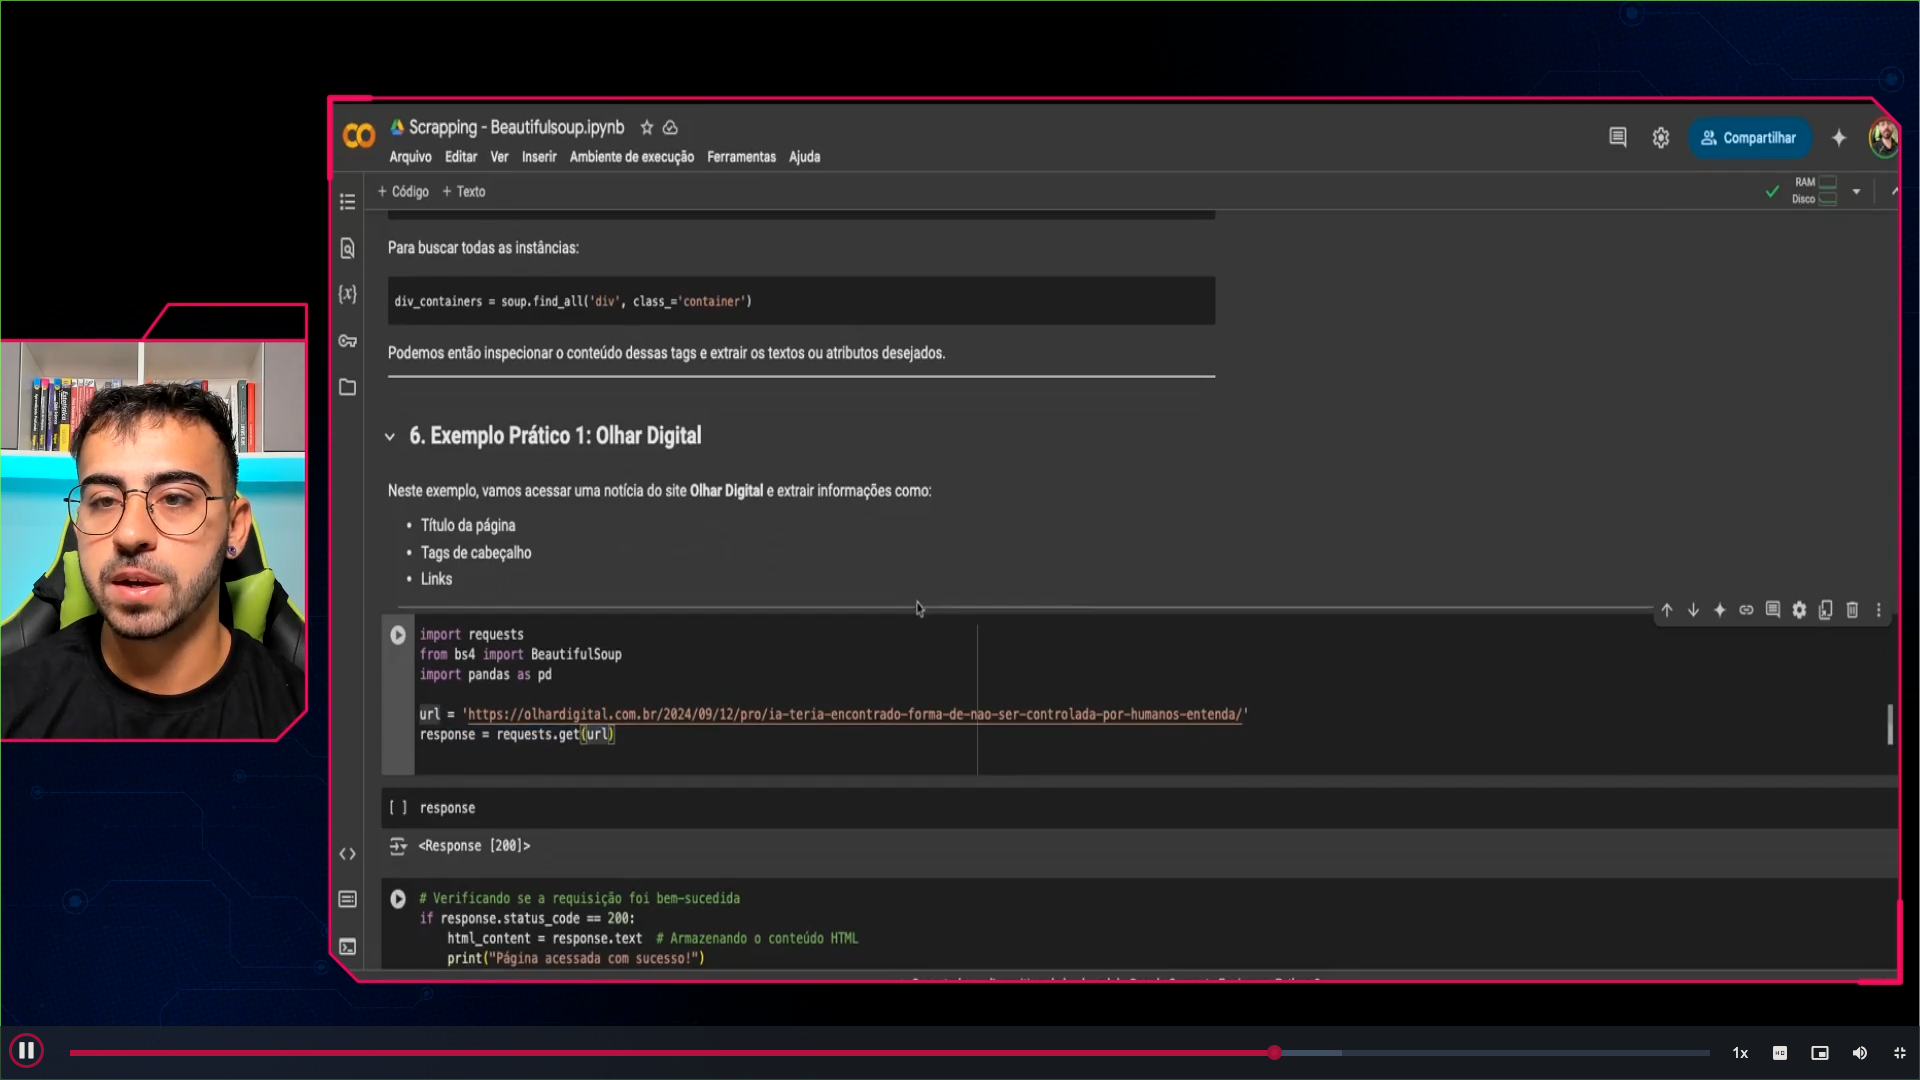 Scrapping - Beautifulsoup.ipynb
Arquivo Editar Ver Inserir Ambiente de execução Ferramentas Ajuda
Compartilhar
+ Código + Texto
RAM
Disco
Para buscar todas as instâncias:
div_containers = soup.find_all('div', class_='container')
Podemos então inspecionar o conteúdo dessas tags e extrair os textos ou atributos desejados.
6. Exemplo Prático 1: Olhar Digital
Neste exemplo, vamos acessar uma notícia do site Olhar Digital e extrair informações como:
• Título da página
• Tags de cabeçalho
• Links
import requests
from bs4 import BeautifulSoup
import pandas as pd
url = 'https://olhardigital.com.br/2024/09/12/pro/ia-teria-encontrado-forma-de-nao-ser-controlada-por-humanos-entenda/'
response = requests.get(url)
[ ] response
<Response [200]>
# Verificando se a requisição foi bem-sucedida
if response.status_code == 200:
html_content = response.text # Armazenando o conteúdo HTML
print("Página acessada com sucesso!")
1x